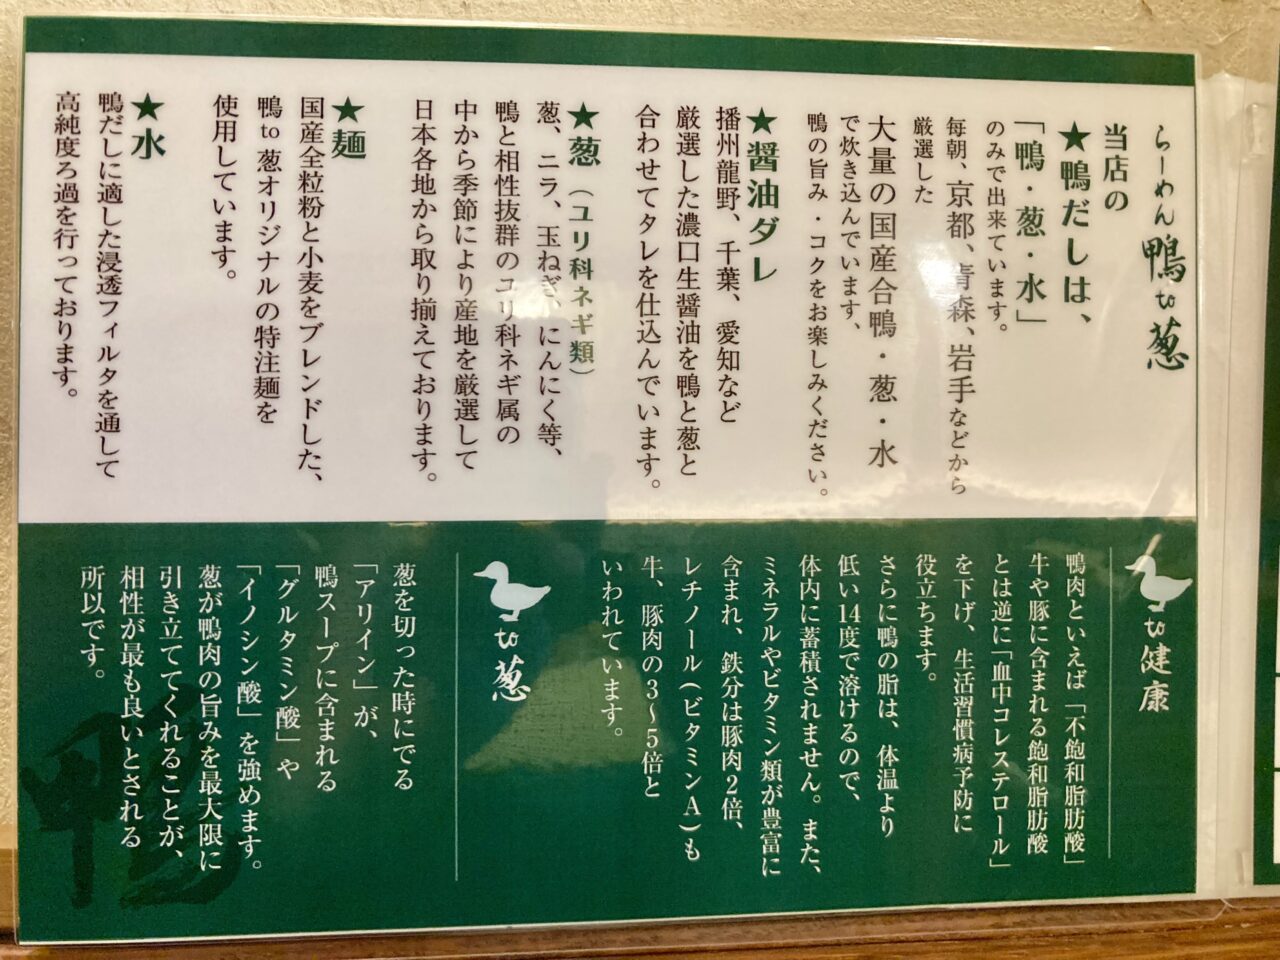 らーめん 鴨 to 葱
当店の
★鴨だしは、
「鴨・葱・水」
のみで出来ています。
毎朝、京都、青森、岩手などから
厳選した
大量の国産合鴨・葱・水
で炊き込んでいます、
鴨の旨み・コクをお楽しみください。
★醤油ダレ
播州龍野、千葉、愛知など
厳選した濃口生醤油を鴨と葱と
合わせてタレを仕込んでいます。
★葱（ユリ科ネギ類）
葱、ニラ、玉ねぎ、にんにく等、
鴨と相性抜群のユリ科ネギ属の
中から季節により産地を厳選して
日本各地から取り揃えております。
★麺
国産全粒粉と小麦をブレンドした、
鴨to葱オリジナルの特注麺を
使用しています。
★水
鴨だしに適した浸透フィルタを通して
高純度ろ過を行っております。
to 健康
鴨肉といえば「不飽和脂肪酸」
牛や豚に含まれる飽和脂肪酸
とは逆に「血中コレステロール」
を下げ、生活習慣病予防に
役立ちます。
さらに鴨の脂は、体温より
低い14度で溶けるので、
体内に蓄積されません。また、
ミネラルやビタミン類が豊富に
含まれ、鉄分は豚肉2倍、
レチノール(ビタミンA)も
牛、豚肉の3〜5倍と
いわれています。
to 葱
葱を切った時にでる
「アリイン」が、
鴨スープに含まれる
「グルタミン酸」や
「イノシン酸」を強めます。
葱が鴨肉の旨みを最大限に
引き立ててくれることが、
相性が最も良いとされる
所以です。
鴨